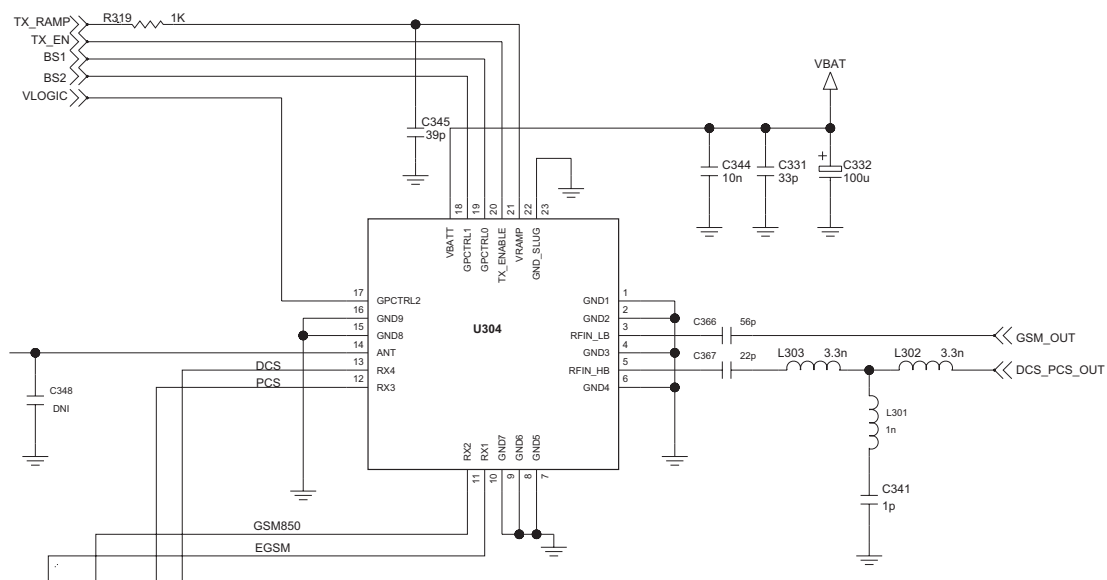 TX_RAMP
R319 1K
TX_EN
BS1
BS2
VLOGIC
VBAT
C345
39p
C344
10n
C331
33p
+
C332
100u
18 19 20 21 22 23
VBATT
GPCTRL1
GPCTRL0
TX_ENABLE
VRAMP
GND_SLUG
17 GPCTRL2
16 GND9
15 GND8
14 ANT
DCS 13 RX4
PCS 12 RX3
U304
GND1 1
GND2 2
RFIN_LB 3
GND3 4
RFIN_HB 5
GND4 6
C366 56p
GSM_OUT
C367 22p
L303 3.3n
L302 3.3n
DCS_PCS_OUT
C348
DNI
L301
1n
RX2
RX1
GND7
GND6
GND5
11 10 9 8 7
C341
1p
GSM850
EGSM